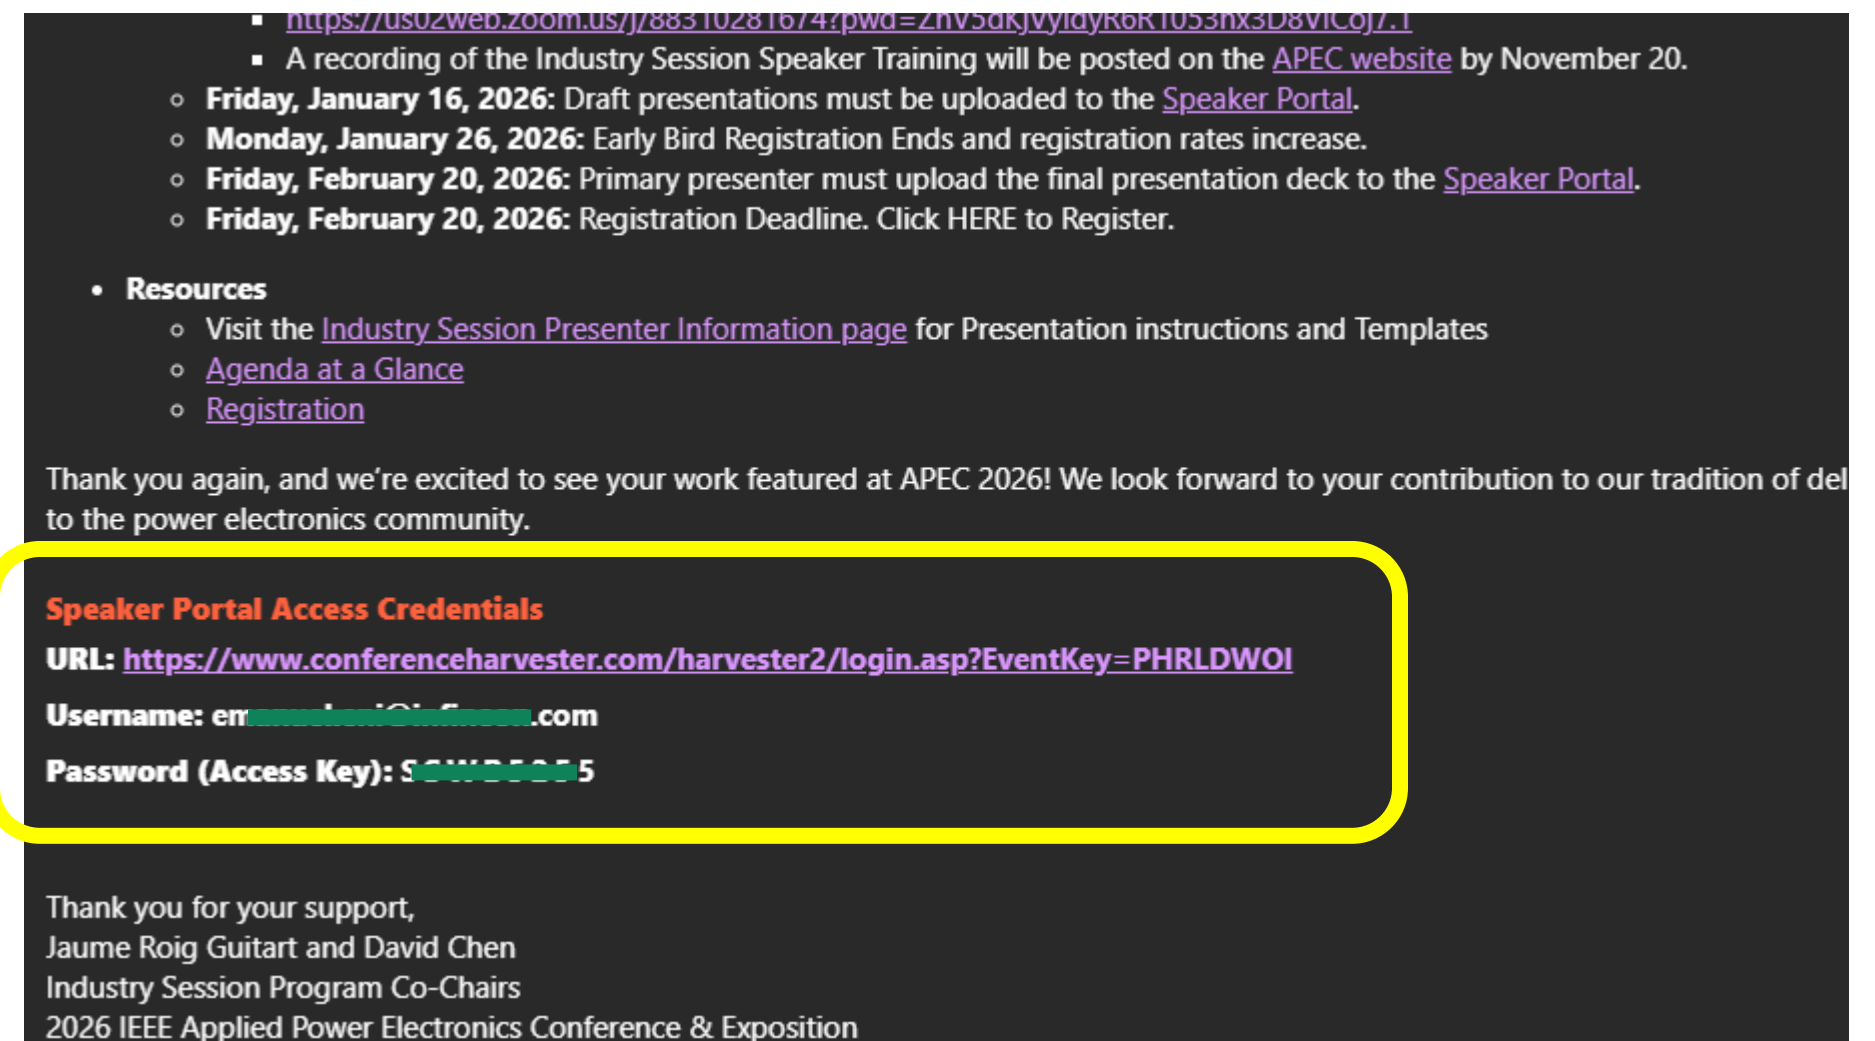 A recording of the Industry Session Speaker Training will be posted on the APEC website by November 20.
Friday, January 16, 2026: Draft presentations must be uploaded to the Speaker Portal.
Monday, January 26, 2026: Early Bird Registration Ends and registration rates increase.
Friday, February 20, 2026: Primary presenter must upload the final presentation deck to the Speaker Portal.
Friday, February 20, 2026: Registration Deadline. Click HERE to Register.
Resources
Visit the Industry Session Presenter Information page for Presentation instructions and Templates
Agenda at a Glance
Registration
Thank you again, and we’re excited to see your work featured at APEC 2026! We look forward to your contribution to our tradition of del
to the power electronics community.
Speaker Portal Access Credentials
URL: https://www.conferenceharvester.com/harvester2/login.asp?EventKey=PHRLDWOI
Username: em .com
Password (Access Key): S 5
Thank you for your support,
Jaume Roig Guitart and David Chen
Industry Session Program Co-Chairs
2026 IEEE Applied Power Electronics Conference & Exposition